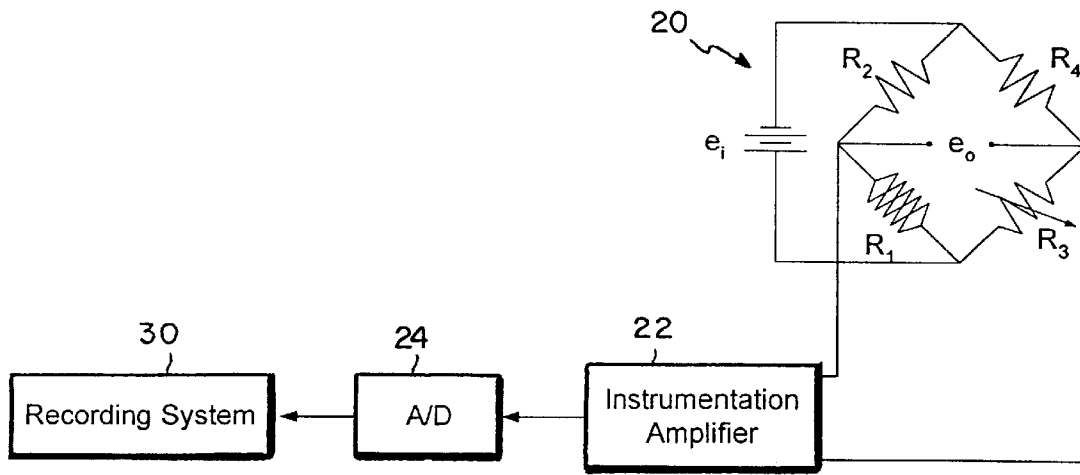 20
R2
R4
ei
eo
R1
R3
30
24
22
Recording System
A/D
Instrumentation
Amplifier